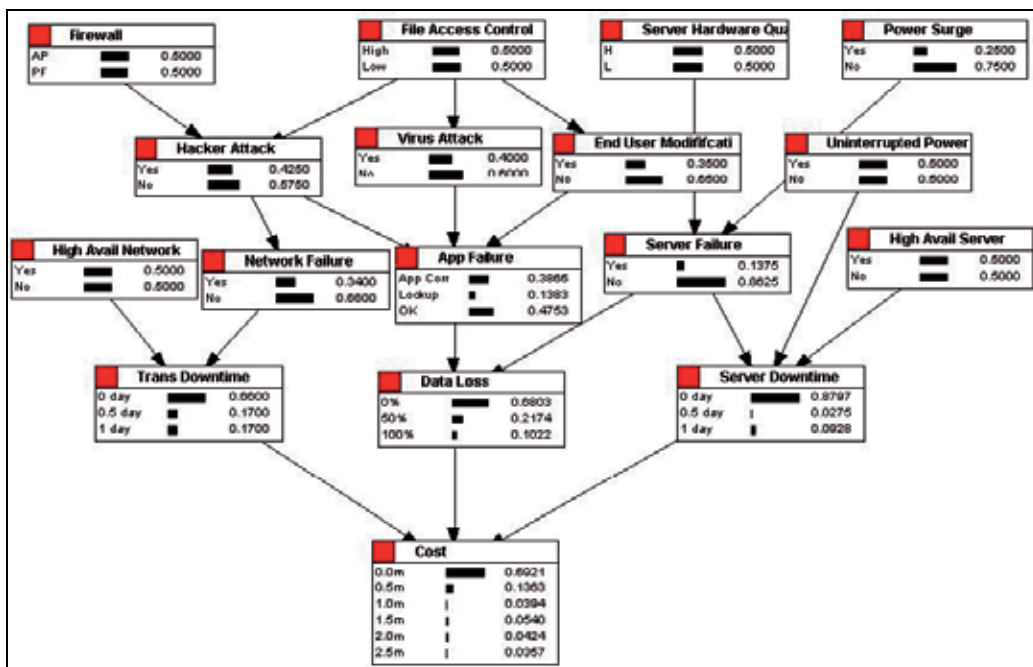 Firewall
AP 0.5000
PF 0.5000
File Access Control
High 0.5000
Low 0.5000
Server Hardware Qua
H 0.5000
L 0.5000
Power Surge
Yes 0.2500
No 0.7500
Hacker Attack
Yes 0.4250
No 0.5750
Virus Attack
Yes 0.4000
No 0.6000
End User Modififcati
Yes 0.3500
No 0.6500
Uninterrupted Power
Yes 0.5000
No 0.5000
High Avail Network
Yes 0.5000
No 0.5000
Network Failure
Yes 0.3400
No 0.6600
App Failure
App Corr 0.3865
Lockup 0.1383
OK 0.4753
Server Failure
Yes 0.1375
No 0.8625
High Avail Server
Yes 0.5000
No 0.5000
Trans Downtime
0 day 0.6600
0.5 day 0.1700
1 day 0.1700
Data Loss
0% 0.6803
50% 0.2174
100% 0.1022
Server Downtime
0 day 0.8797
0.5 day 0.0275
1 day 0.0928
Cost
0.0m 0.6921
0.5m 0.1363
1.0m 0.0394
1.5m 0.0540
2.0m 0.0424
2.5m 0.0357